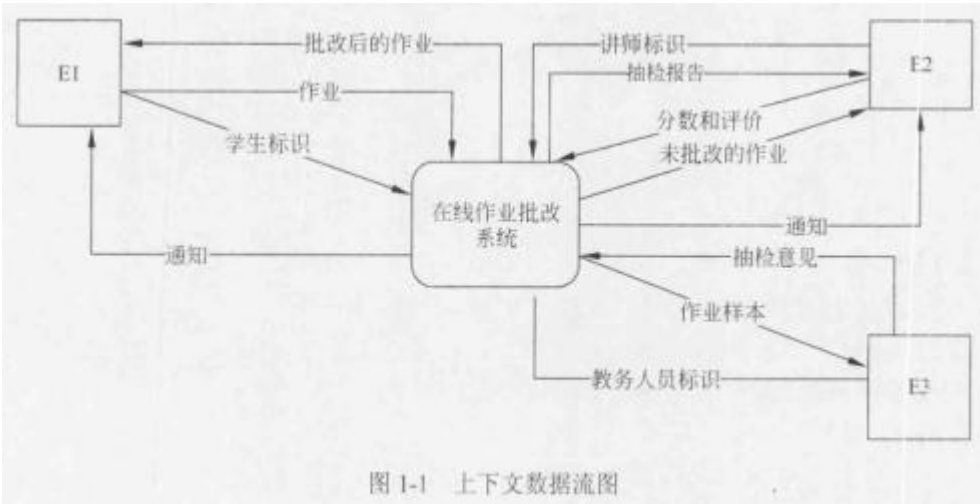 批改后的作业
讲师标识
E1
抽检报告
E2
作业
分数和评价
学生标识
未批改的作业
在线作业批改
系统
通知
通知
抽检意见
作业样本
教务人员标识
E3
图 1-1 上下文数据流图